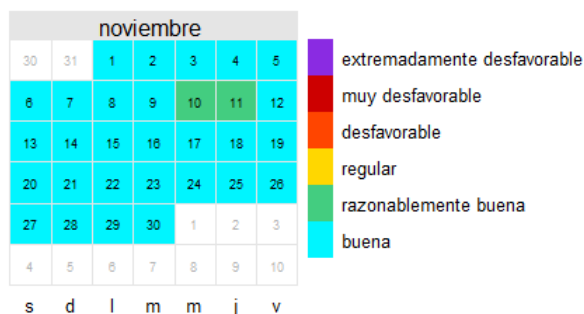 noviembre
30 31 1 2 3 4 5
6 7 8 9 10 11 12
13 14 15 16 17 18 19
20 21 22 23 24 25 26
27 28 29 30 1 2 3
4 5 6 7 8 9 10
s d l m m j v
extremadamente desfavorable
muy desfavorable
desfavorable
regular
razonablemente buena
buena